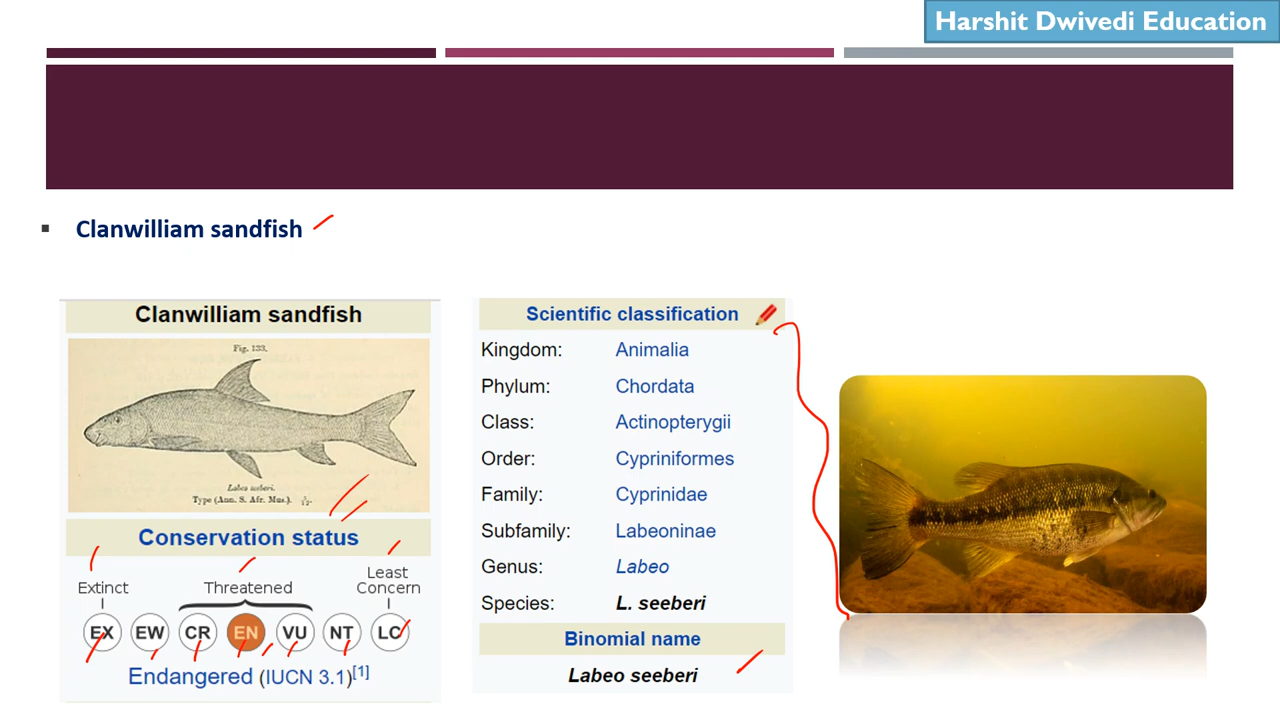 Harshit Dwivedi Education
Clanwilliam sandfish
Clanwilliam sandfish
Fig. 133.
Labeo seeberi.
Type (Ann. S. Afr. Mus.).
Conservation status
Extinct
Threatened
Least
Concern
EX EW CR EN VU NT LC
Endangered (IUCN 3.1)[1]
Scientific classification
Kingdom: Animalia
Phylum: Chordata
Class: Actinopterygii
Order: Cypriniformes
Family: Cyprinidae
Subfamily: Labeoninae
Genus: Labeo
Species: L. seeberi
Binomial name
Labeo seeberi